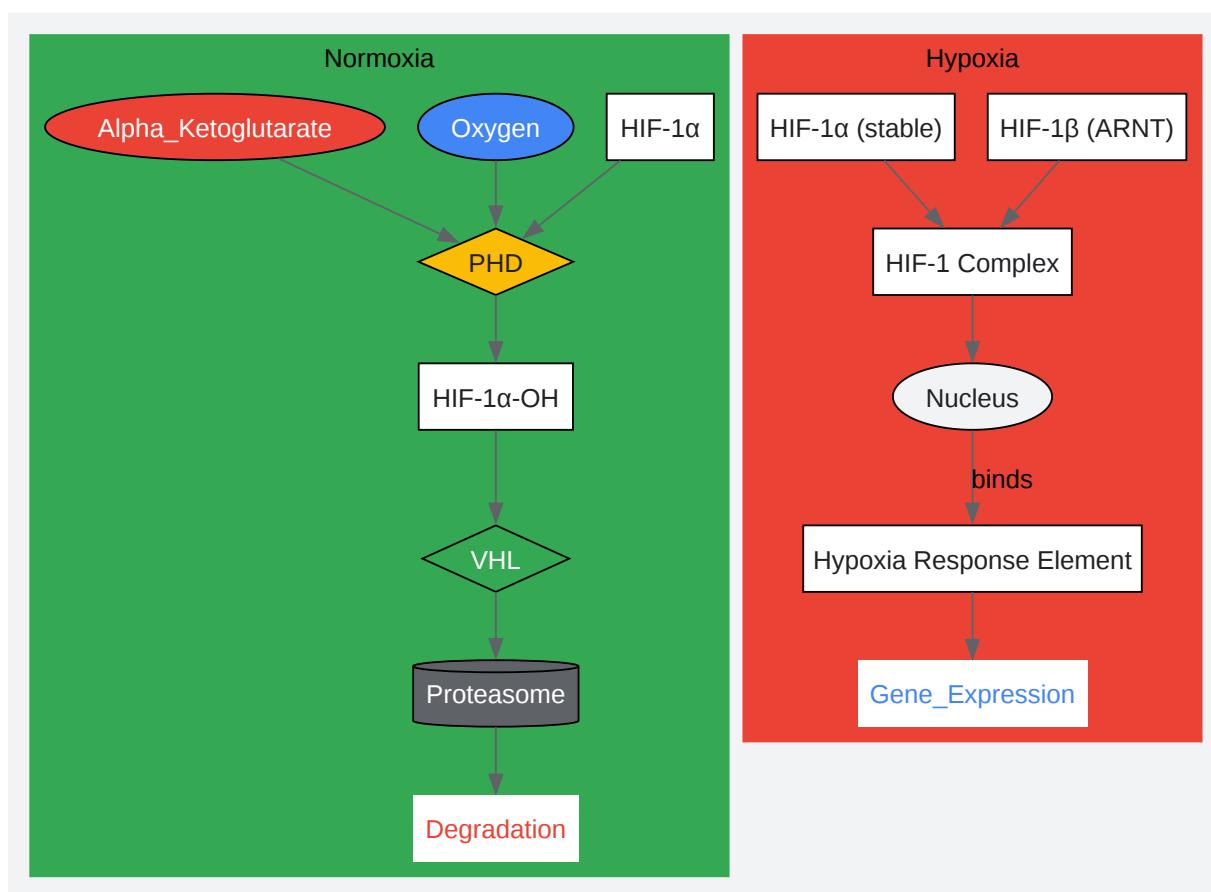 Normoxia
Alpha_Ketoglutarate
Oxygen
HIF-1α
PHD
HIF-1α-OH
VHL
Proteasome
Degradation
Hypoxia
HIF-1α (stable)
HIF-1β (ARNT)
HIF-1 Complex
Nucleus
binds
Hypoxia Response Element
Gene_Expression